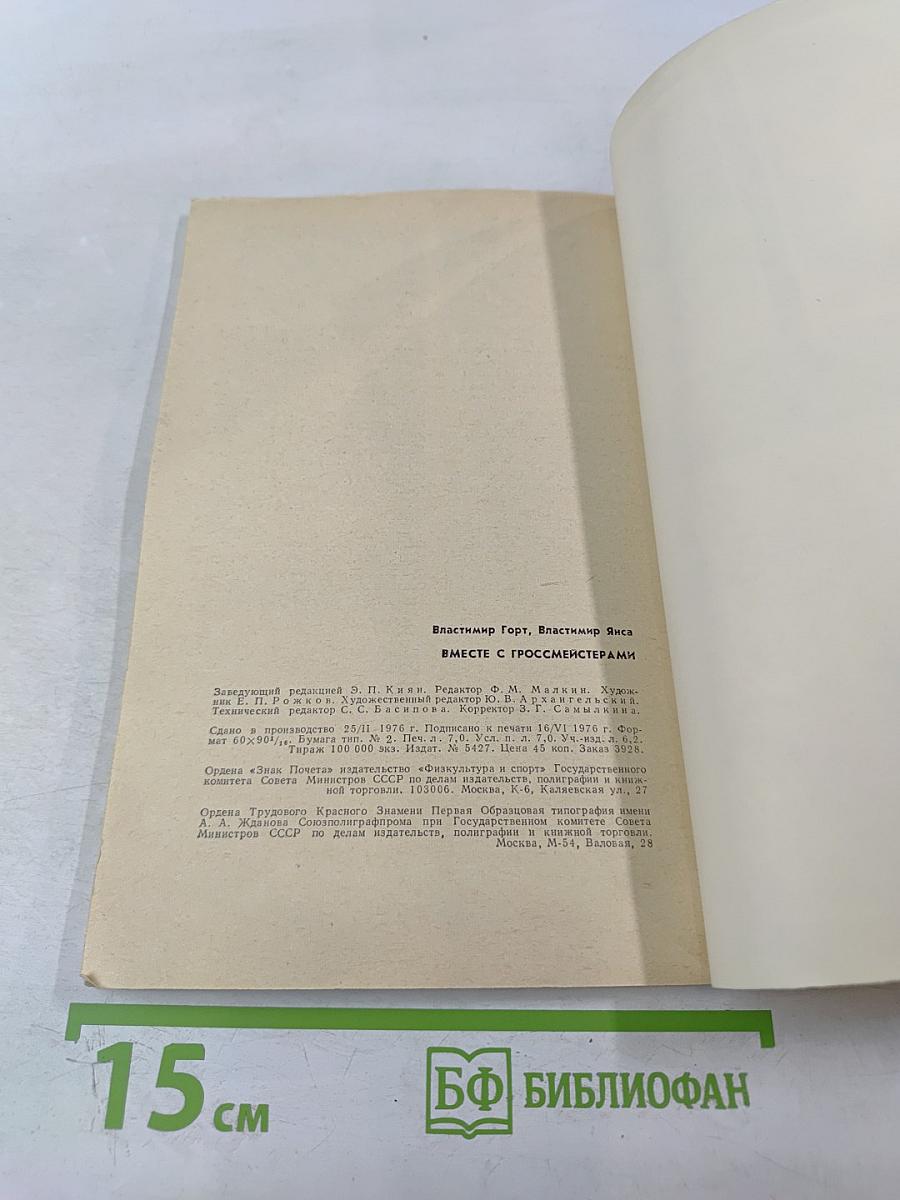 Властимир Горт, Властимир Янса
ВМЕСТЕ С ГРОССМЕЙСТЕРАМИ
Заведующий редакцией Э. П. Киян. Редактор Ф. М. Малкин. Худож-
ник Е. П. Рожков. Художественный редактор Ю. В. Архангельский.
Технический редактор С. С. Басипова. Корректор З. Г. Самылкина.
Сдано в производство 25/II 1976 г. Подписано к печати 16/VI 1976 г. Фор-
мат 60×90¹/₁₆. Бумага тип. № 2. Печ. л. 7,0. Усл. п. л. 7,0. Уч.-изд. л. 6,2.
Тираж 100 000 экз. Издат. № 5427. Цена 45 коп. Заказ 3928.
Ордена «Знак Почета» издательство «Физкультура и спорт» Государственного
комитета Совета Министров СССР по делам издательств, полиграфии и книж-
ной торговли. 103006. Москва, К-6, Каляевская ул., 27
Ордена Трудового Красного Знамени Первая Образцовая типография имени
А. А. Жданова Союзполиграфпрома при Государственном комитете Совета
Министров СССР по делам издательств, полиграфии и книжной торговли.
Москва, М-54, Валовая, 28
15 см
БФ БИБЛИОФАН